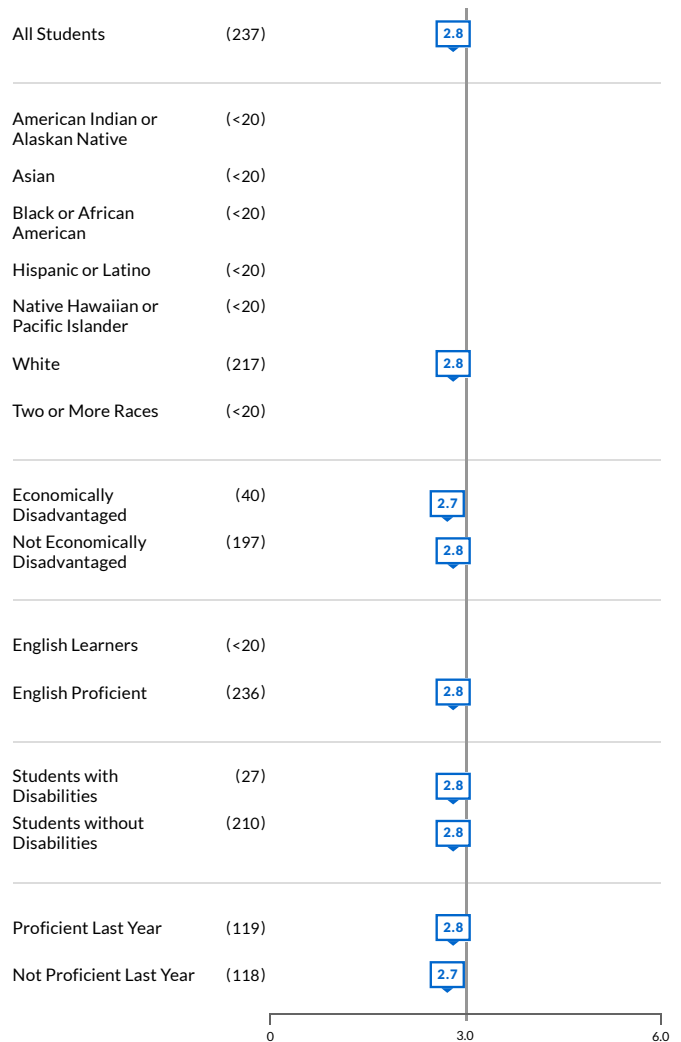 All Students (237) 2.8
American Indian or (<20)
Alaskan Native
Asian (<20)
Black or African (<20)
American
Hispanic or Latino (<20)
Native Hawaiian or (<20)
Pacific Islander
White (217) 2.8
Two or More Races (<20)
Economically (40) 2.7
Disadvantaged
Not Economically (197) 2.8
Disadvantaged
English Learners (<20)
English Proficient (236) 2.8
Students with (27) 2.8
Disabilities
Students without (210) 2.8
Disabilities
Proficient Last Year (119) 2.8
Not Proficient Last Year (118) 2.7
0 3.0 6.0